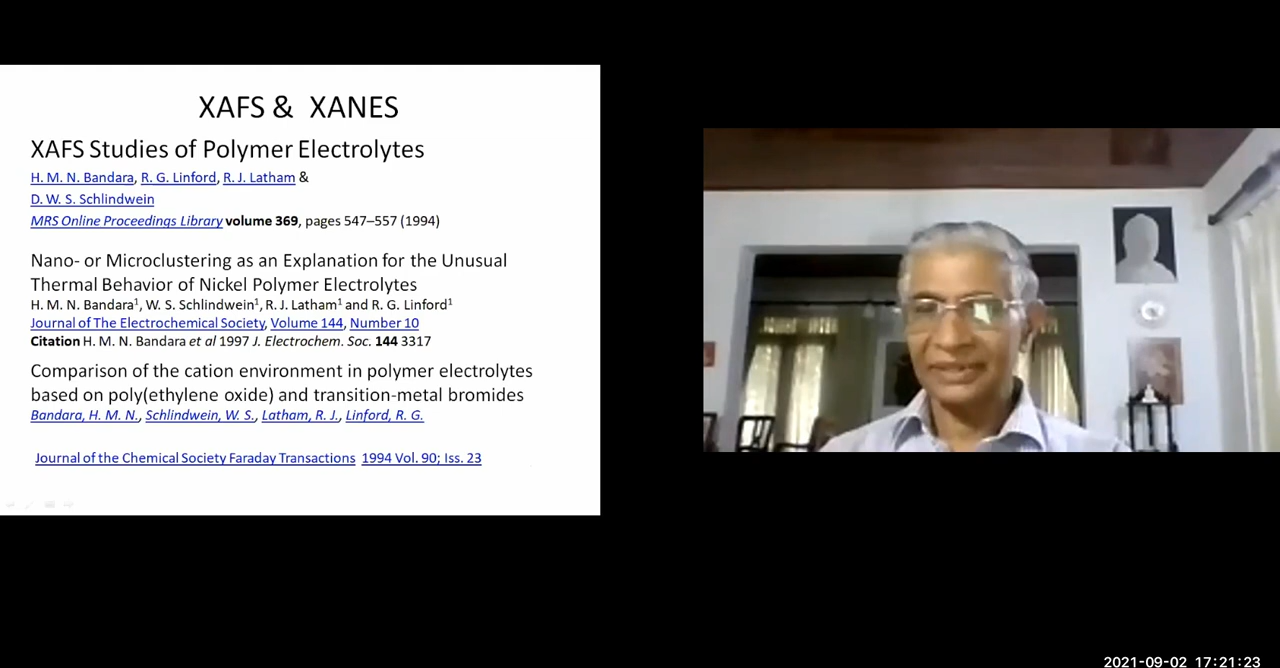 XAFS & XANES
XAFS Studies of Polymer Electrolytes
H. M. N. Bandara, R. G. Linford, R. J. Latham &
D. W. S. Schlindwein
MRS Online Proceedings Library volume 369, pages 547–557 (1994)
Nano- or Microclustering as an Explanation for the Unusual
Thermal Behavior of Nickel Polymer Electrolytes
H. M. N. Bandara¹, W. S. Schlindwein¹, R. J. Latham¹ and R. G. Linford¹
Journal of The Electrochemical Society, Volume 144, Number 10
Citation H. M. N. Bandara et al 1997 J. Electrochem. Soc. 144 3317
Comparison of the cation environment in polymer electrolytes
based on poly(ethylene oxide) and transition-metal bromides
Bandara, H. M. N., Schlindwein, W. S., Latham, R. J., Linford, R. G.
Journal of the Chemical Society Faraday Transactions 1994 Vol. 90; Iss. 23
2021-09-02 17:21:23